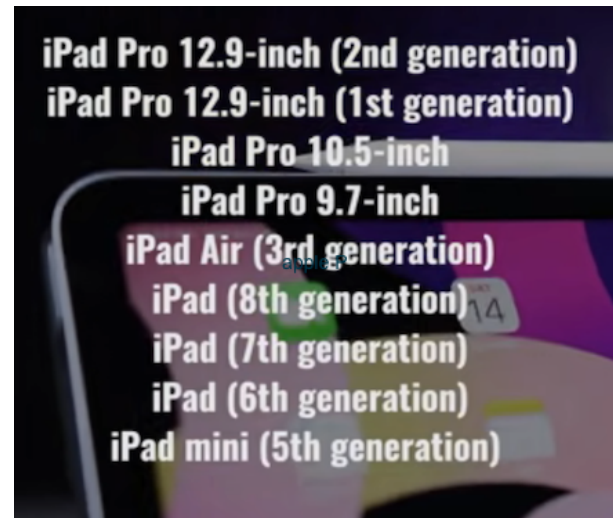 iPad Pro 12.9-inch (2nd generation)
iPad Pro 12.9-inch (1st generation)
iPad Pro 10.5-inch
iPad Pro 9.7-inch
iPad Air (3rd generation)
iPad (8th generation)
14
iPad (7th generation)
iPad (6th generation)
iPad mini (5th generation)